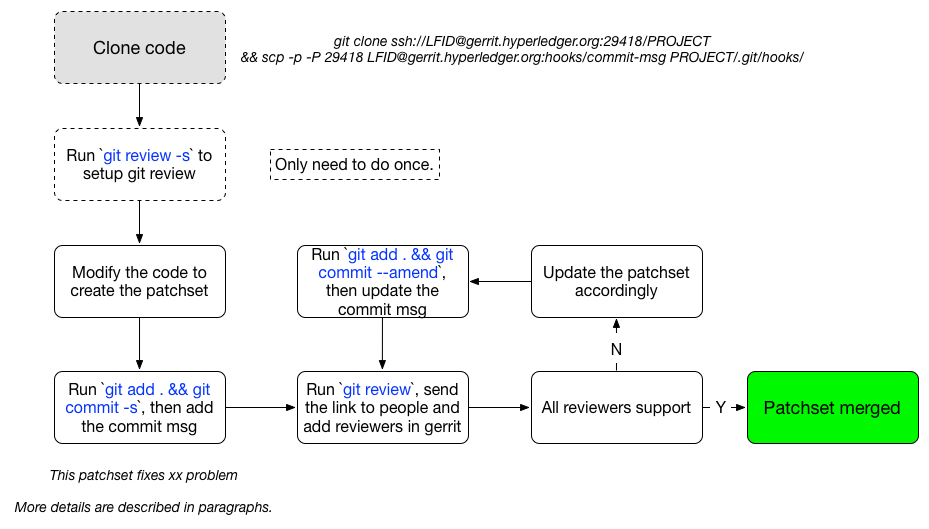 Clone code
git clone ssh://LFID@gerrit.hyperledger.org:29418/PROJECT
&& scp -p -P 29418 LFID@gerrit.hyperledger.org:hooks/commit-msg PROJECT/.git/hooks/
Run `git review -s` to
setup git review
Only need to do once.
Modify the code to
create the patchset
Run `git add . && git
commit --amend`,
then update the
commit msg
Update the patchset
accordingly
N
Run `git add . && git
commit -s`, then add
the commit msg
Run `git review`, send
the link to people and
add reviewers in gerrit
All reviewers support
Y
Patchset merged
This patchset fixes xx problem
More details are described in paragraphs.